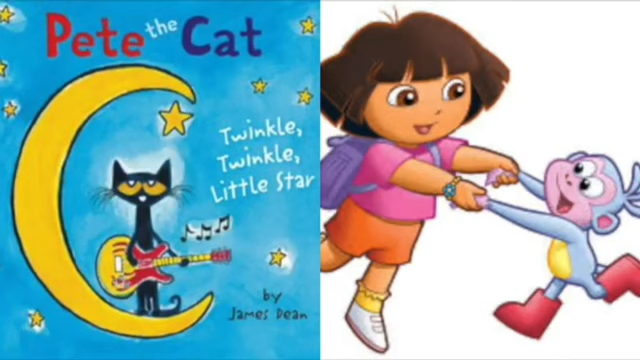 Pete the Cat
Twinkle,
Twinkle,
Little Star
by
James Dean